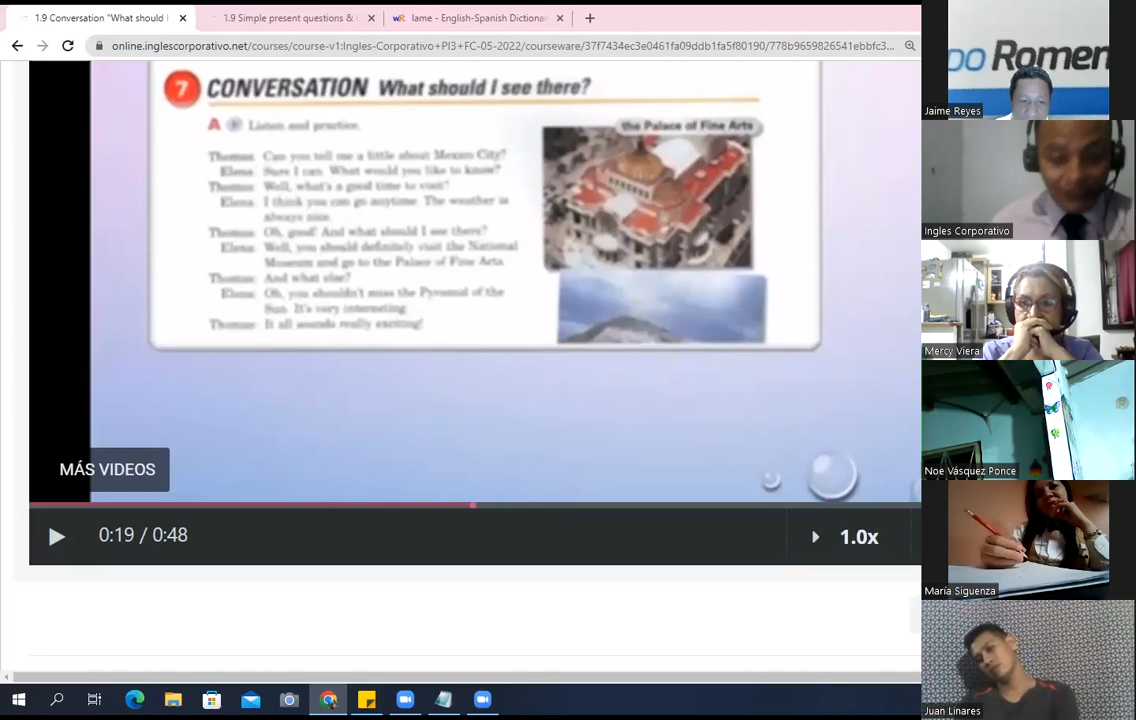 1.9 Conversation "What should I
1.9 Simple present questions &
WR lame - English-Spanish Dictionar
online.inglescorporativo.net/courses/course-v1:Ingles-Corporativo+PI3+FC-05-2022/courseware/37f7434ec3e0461fa09ddb1fa5f80190/778b9659826541ebbfc3...
7 CONVERSATION What should I see there?
A Listen and practice.
the Palace of Fine Arts
Thomas: Can you tell me a little about Mexico City?
Elena: Sure I can. What would you like to know?
Thomas: Well, what's a good time to visit?
Elena: I think you can go anytime. The weather is
always nice.
Thomas: Oh, good! And what should I see there?
Elena: Well, you should definitely visit the National
Museum and go to the Palace of Fine Arts.
Thomas: And what else?
Elena: Oh, you shouldn't miss the Pyramid of the
Sun. It's very interesting.
Thomas: It all sounds really exciting!
MÁS VIDEOS
0:19 / 0:48
1.0x
po Romen
Jaime Reyes
Ingles Corporativo
Mercy Viera
Noe Vásquez Ponce
María Siguenza
Juan Linares